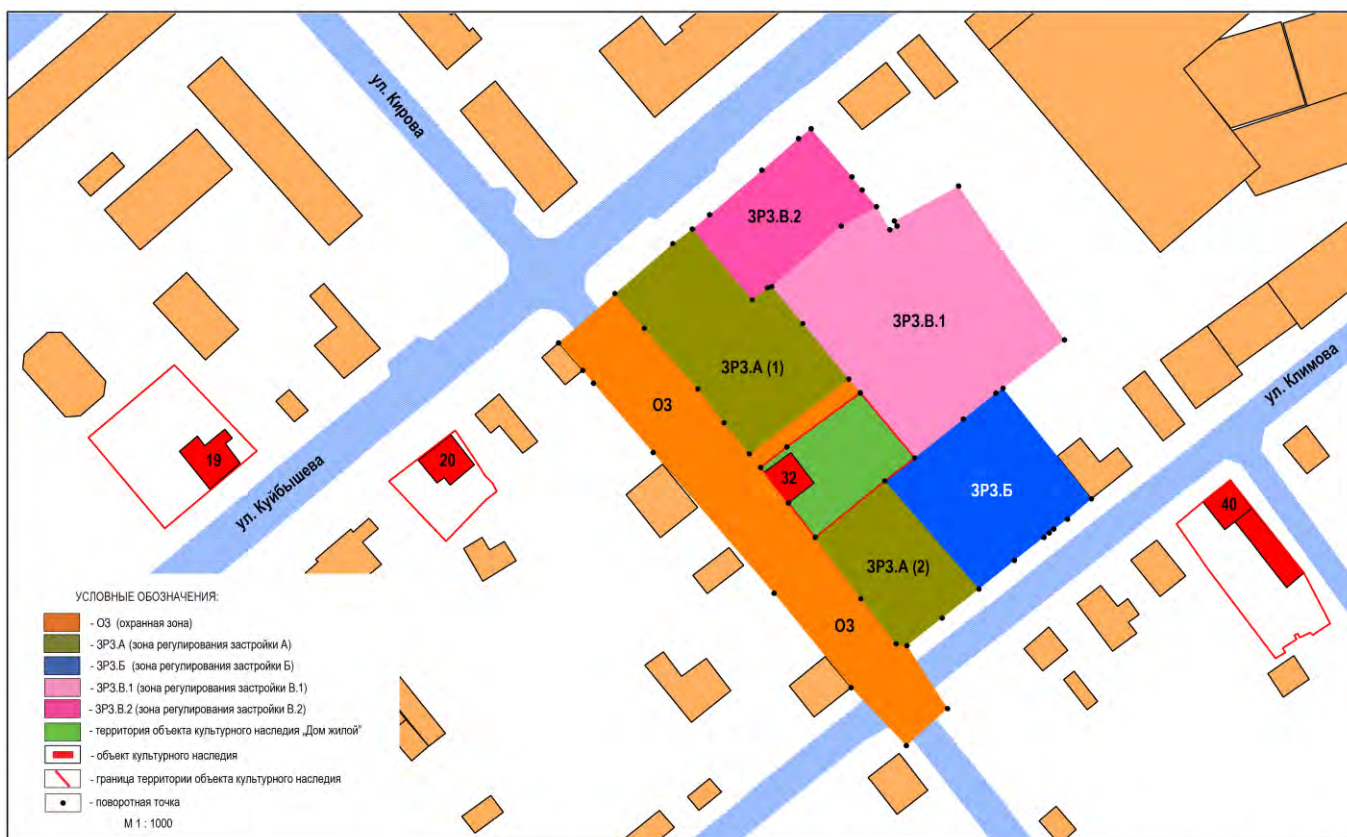 ул. Кирова
ЗРЗ.В.2
ЗРЗ.В.1
ЗРЗ.А (1)
ул. Климова
ОЗ
19
20
32
ЗРЗ.Б
40
ул. Куйбышева
ЗРЗ.А (2)
ОЗ
УСЛОВНЫЕ ОБОЗНАЧЕНИЯ:
- ОЗ (охранная зона)
- ЗРЗ.А (зона регулирования застройки А)
- ЗРЗ.Б (зона регулирования застройки Б)
- ЗРЗ.В.1 (зона регулирования застройки В.1)
- ЗРЗ.В.2 (зона регулирования застройки В.2)
- территория объекта культурного наследия „Дом жилой"
- объект культурного наследия
- граница территории объекта культурного наследия
- поворотная точка
М 1 : 1000